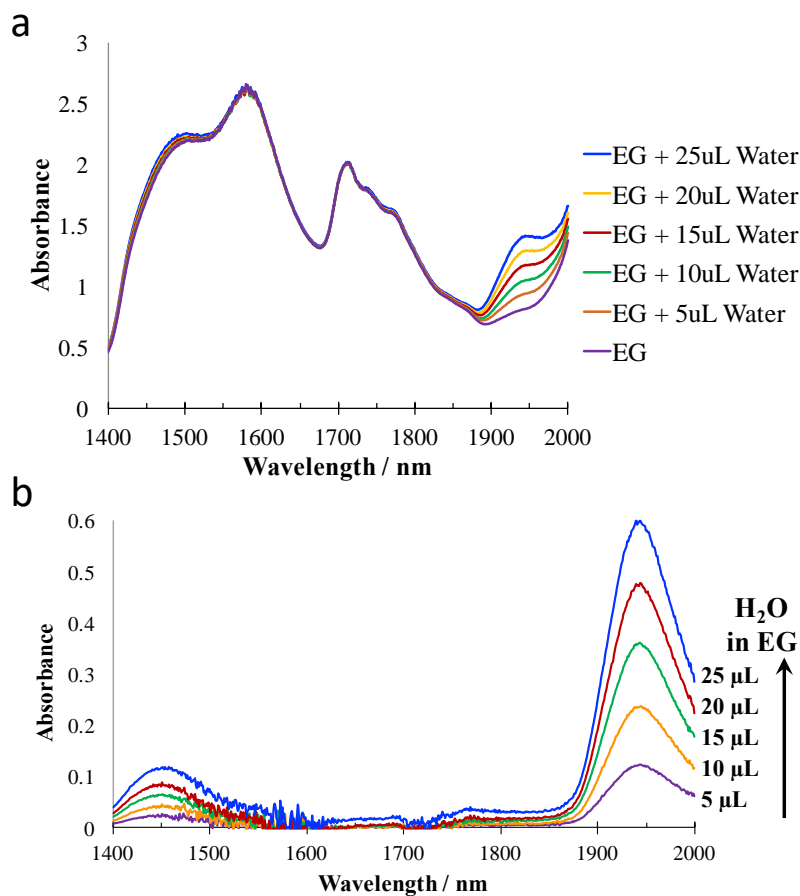 a
3
2.5
2
1.5
1
0.5
0
Absorbance
1400 1500 1600 1700 1800 1900 2000
Wavelength / nm
EG + 25uL Water
EG + 20uL Water
EG + 15uL Water
EG + 10uL Water
EG + 5uL Water
EG
b
0.6
0.5
0.4
0.3
0.2
0.1
0
Absorbance
1400 1500 1600 1700 1800 1900 2000
Wavelength / nm
H₂O
in EG
25 μL
20 μL
15 μL
10 μL
5 μL